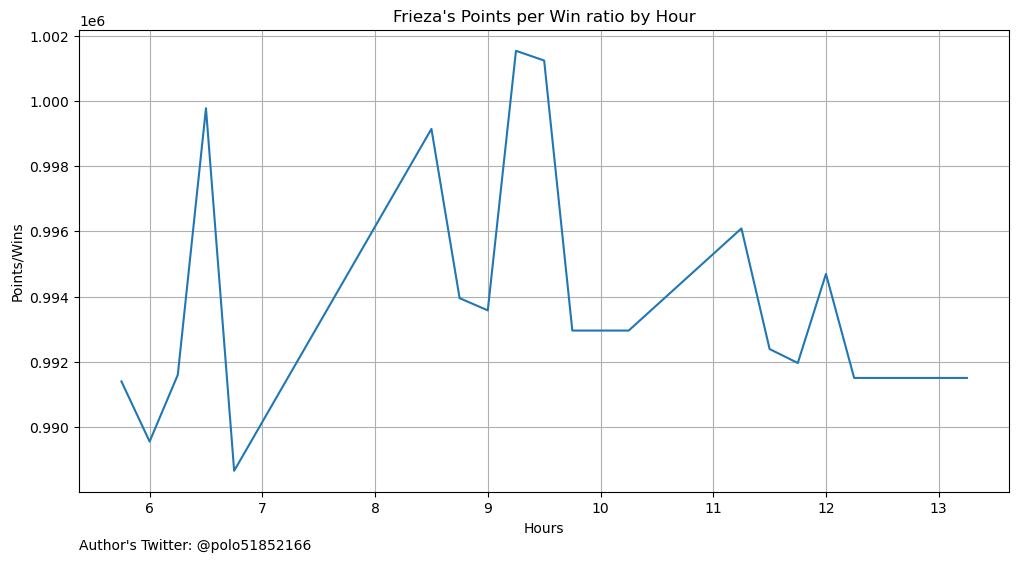 Frieza's Points per Win ratio by Hour
1e6
1.002
1.000
0.998
0.996
0.994
0.992
0.990
Points/Wins
6 7 8 9 10 11 12 13
Hours
Author's Twitter: @polo51852166